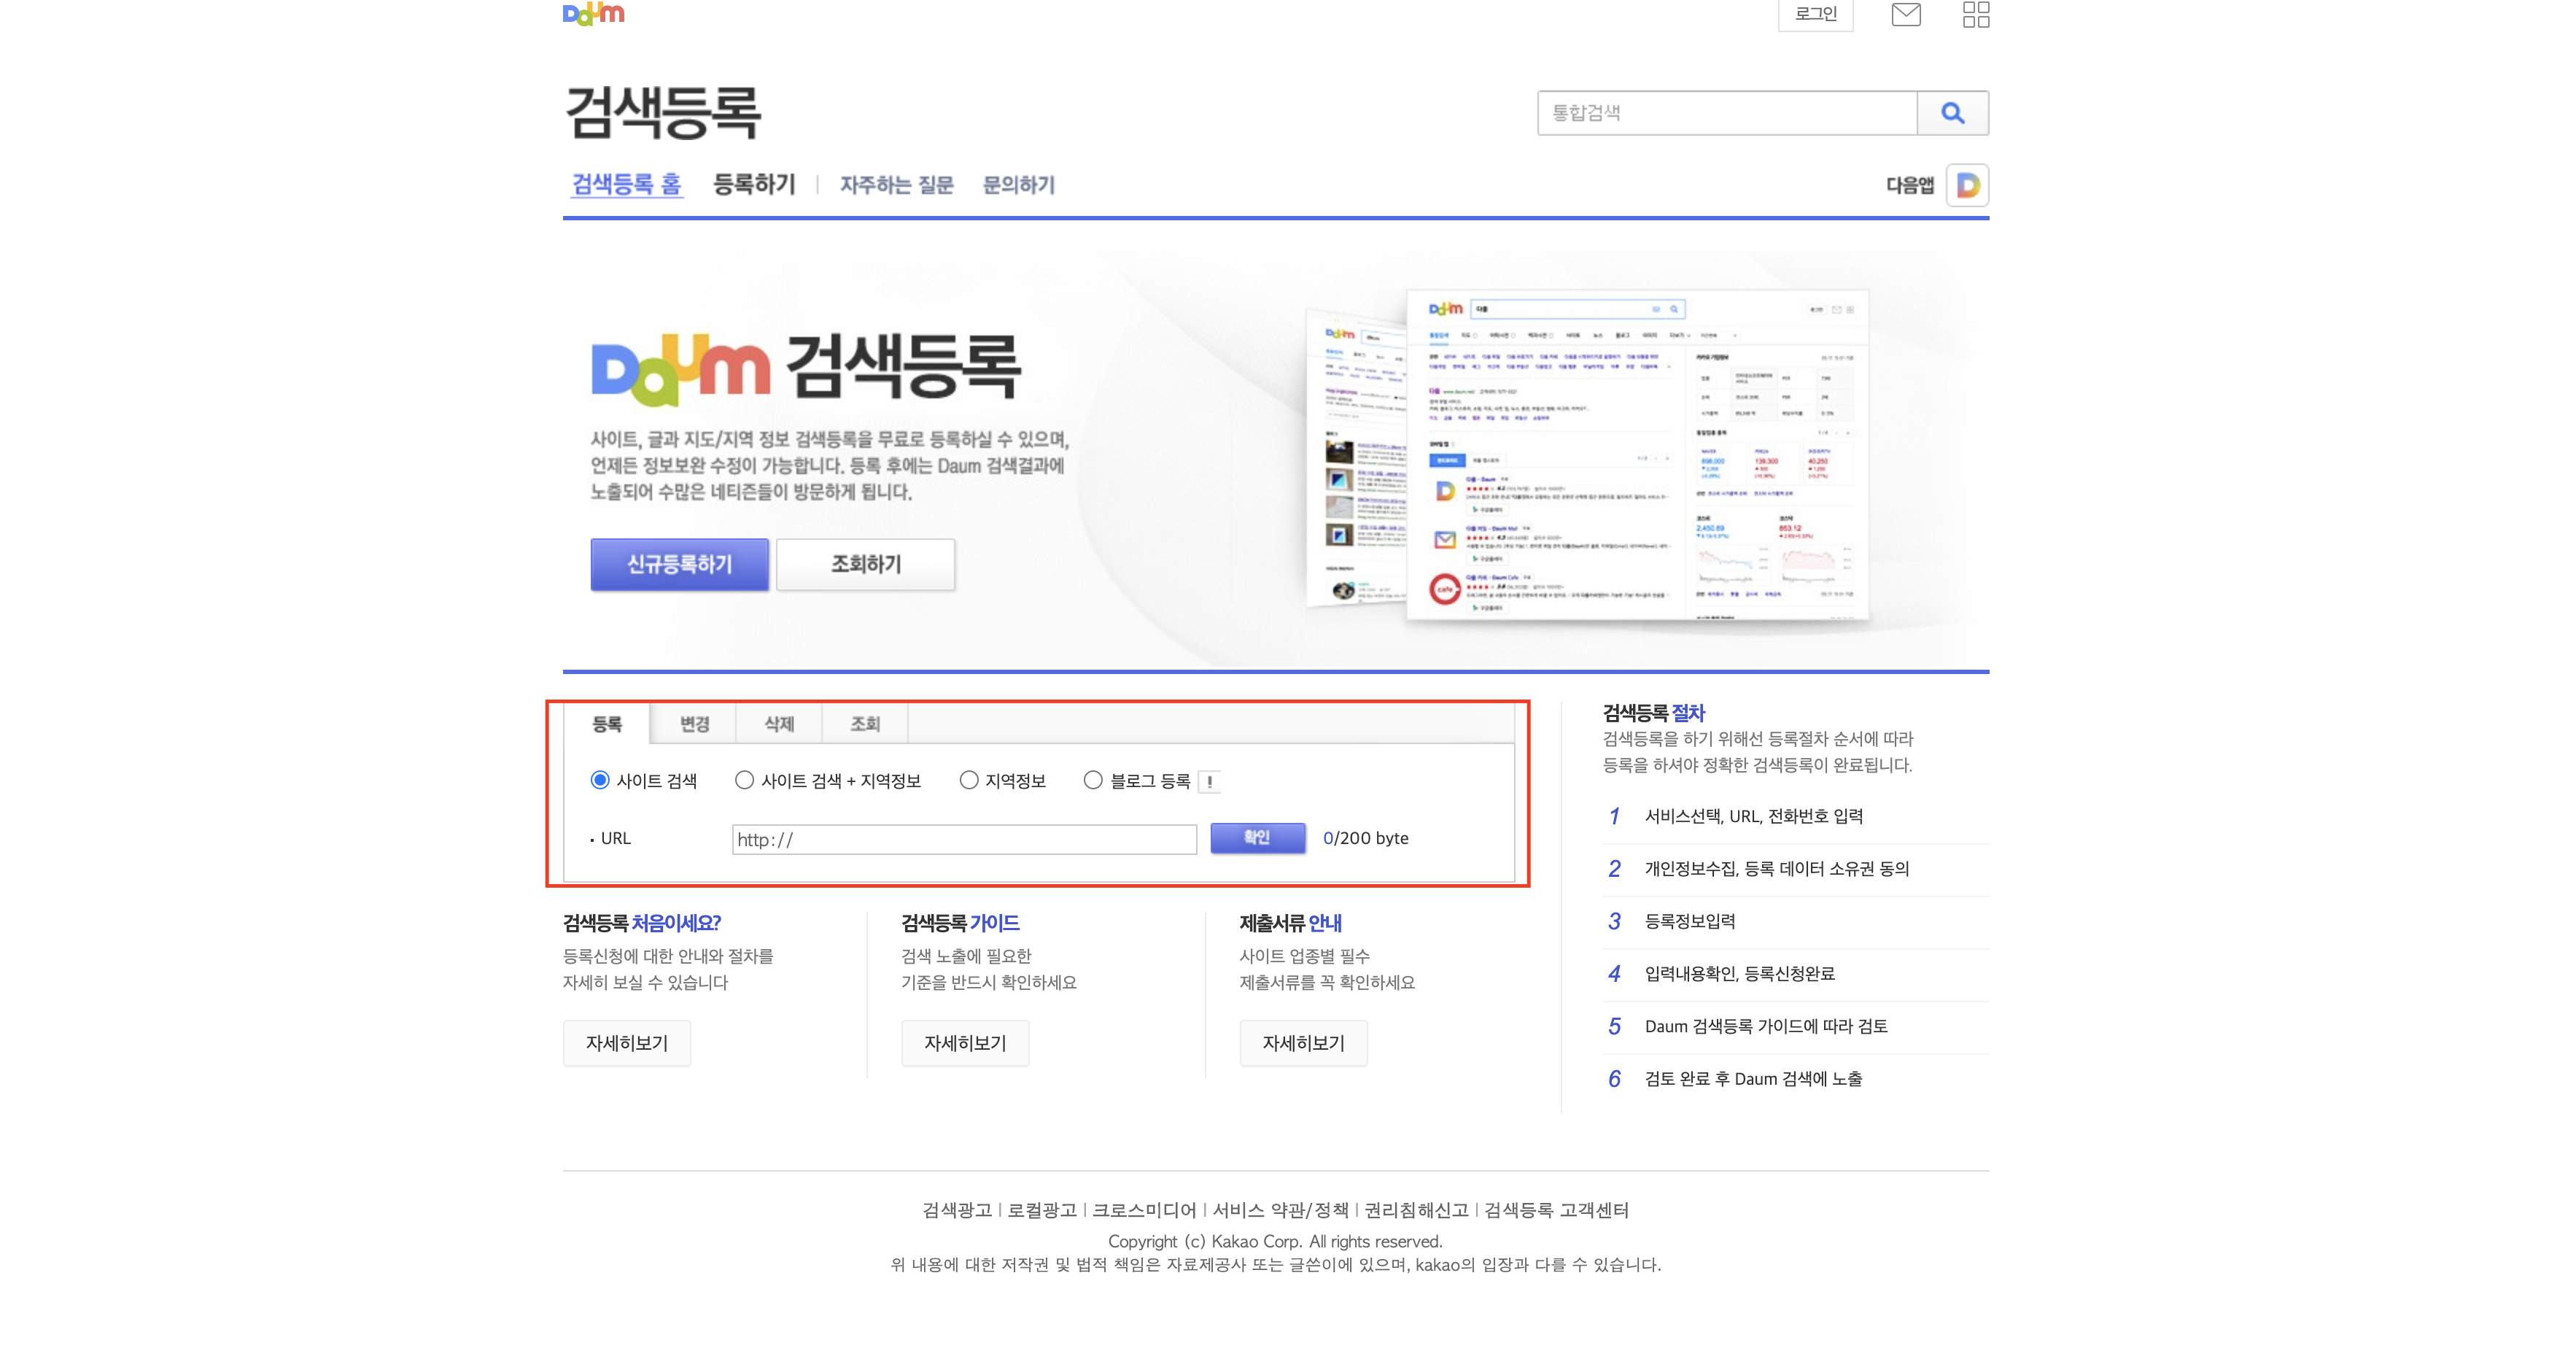 Daum
로그인
검색등록
통합검색
검색등록 홈
등록하기
자주하는 질문
문의하기
다음앱
D
Daum 검색등록
사이트, 글과 지도/지역 정보 검색등록을 무료로 등록하실 수 있으며,
언제든 정보보완 수정이 가능합니다. 등록 후에는 Daum 검색결과에
노출되어 수많은 네티즌들이 방문하게 됩니다.
신규등록하기
조회하기
Daum
다음
Daum
등록
변경
삭제
조회
사이트 검색
사이트 검색 + 지역정보
지역정보
블로그 등록
!
· URL
http://
확인
0/200 byte
검색등록 처음이세요?
등록신청에 대한 안내와 절차를
자세히 보실 수 있습니다
자세히보기
검색등록 가이드
검색 노출에 필요한
기준을 반드시 확인하세요
자세히보기
제출서류 안내
사이트 업종별 필수
제출서류를 꼭 확인하세요
자세히보기
검색등록 절차
검색등록을 하기 위해선 등록절차 순서에 따라
등록을 하셔야 정확한 검색등록이 완료됩니다.
1 서비스선택, URL, 전화번호 입력
2 개인정보수집, 등록 데이터 소유권 동의
3 등록정보입력
4 입력내용확인, 등록신청완료
5 Daum 검색등록 가이드에 따라 검토
6 검토 완료 후 Daum 검색에 노출
검색광고 | 로컬광고 | 크로스미디어 | 서비스 약관/정책 | 권리침해신고 | 검색등록 고객센터
Copyright (c) Kakao Corp. All rights reserved.
위 내용에 대한 저작권 및 법적 책임은 자료제공사 또는 글쓴이에 있으며, kakao의 입장과 다를 수 있습니다.